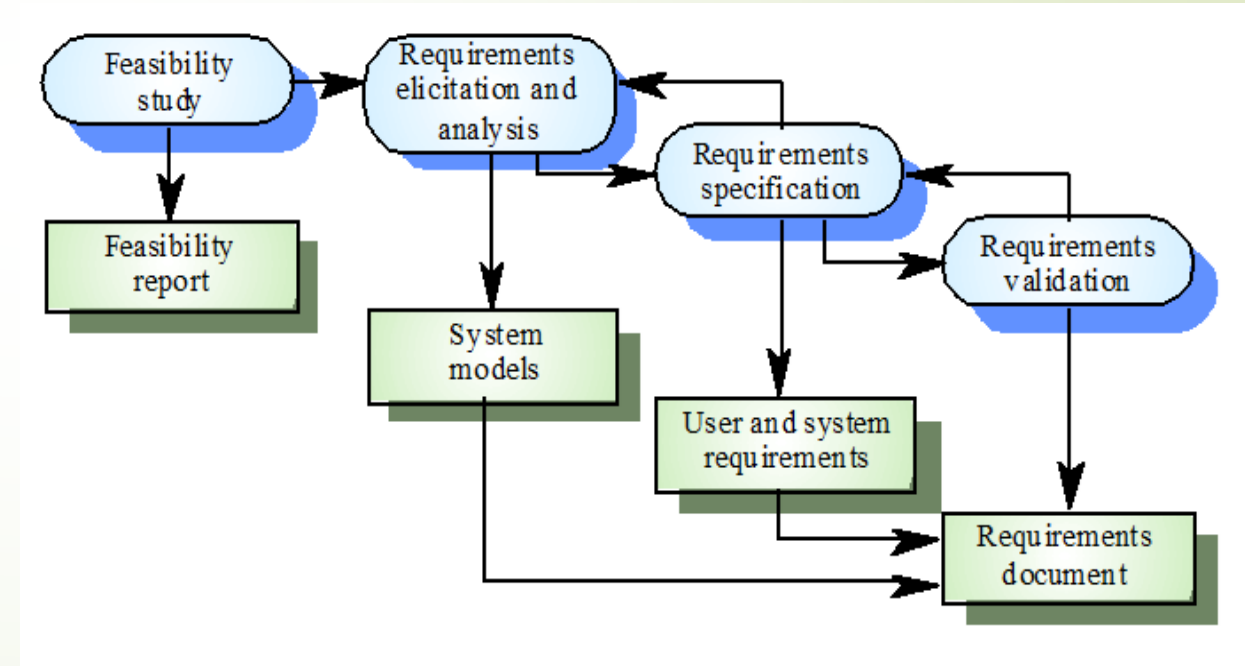 Feasibility
study
Requirements
elicitation and
analysis
Requirements
specification
Requirements
validation
Feasibility
report
System
models
User and system
requirements
Requirements
document